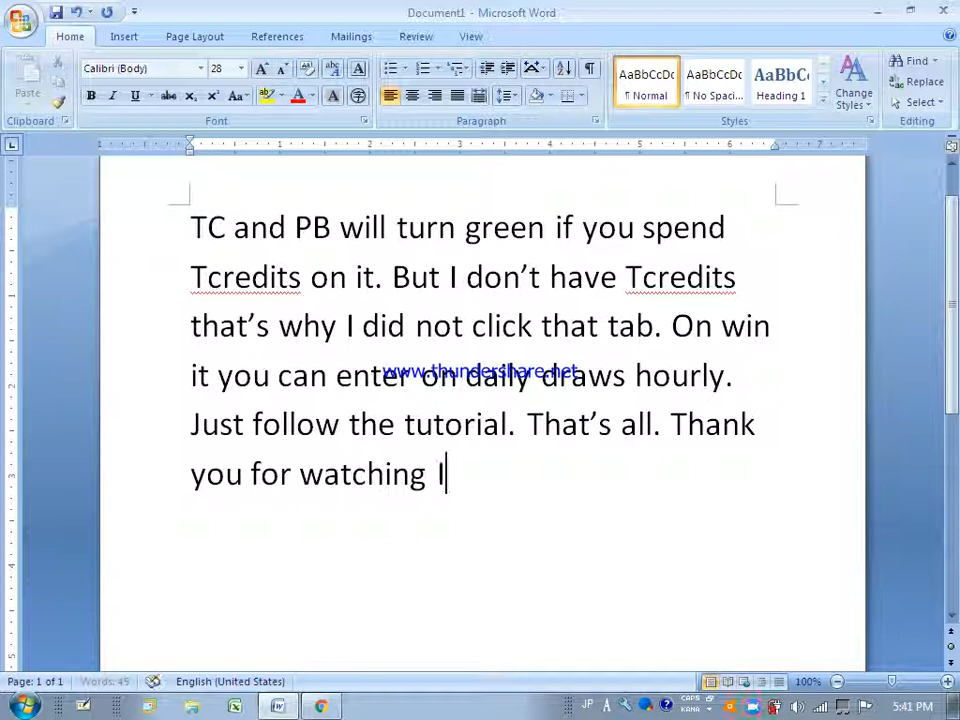 Document1 - Microsoft Word
Home Insert Page Layout References Mailings Review View
Paste
Calibri (Body) 28
AaBbCcDc AaBbCcDc AaBbC
¶ Normal ¶ No Spaci... Heading 1
Change Styles
Find
Replace
Select
Clipboard Font Paragraph Styles Editing
TC and PB will turn green if you spend
Tcredits on it. But I don’t have Tcredits
that’s why I did not click that tab. On win
it you can enter on daily draws hourly.
www.thundershare.net
Just follow the tutorial. That’s all. Thank
you for watching I
Page: 1 of 1 Words: 45 English (United States) 100%
JP CAPS KANA 5:41 PM